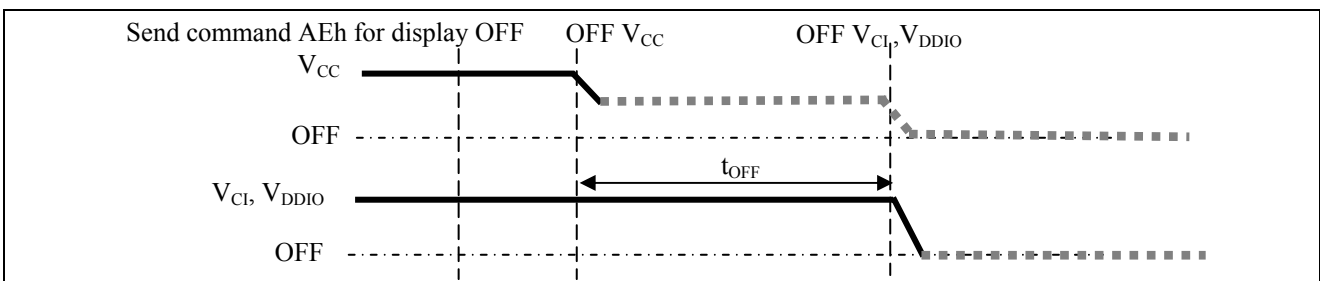 Send command AEh for display OFF OFF VCC OFF VCI ,VDDIO
VCC
OFF
tOFF
VCI, VDDIO
OFF